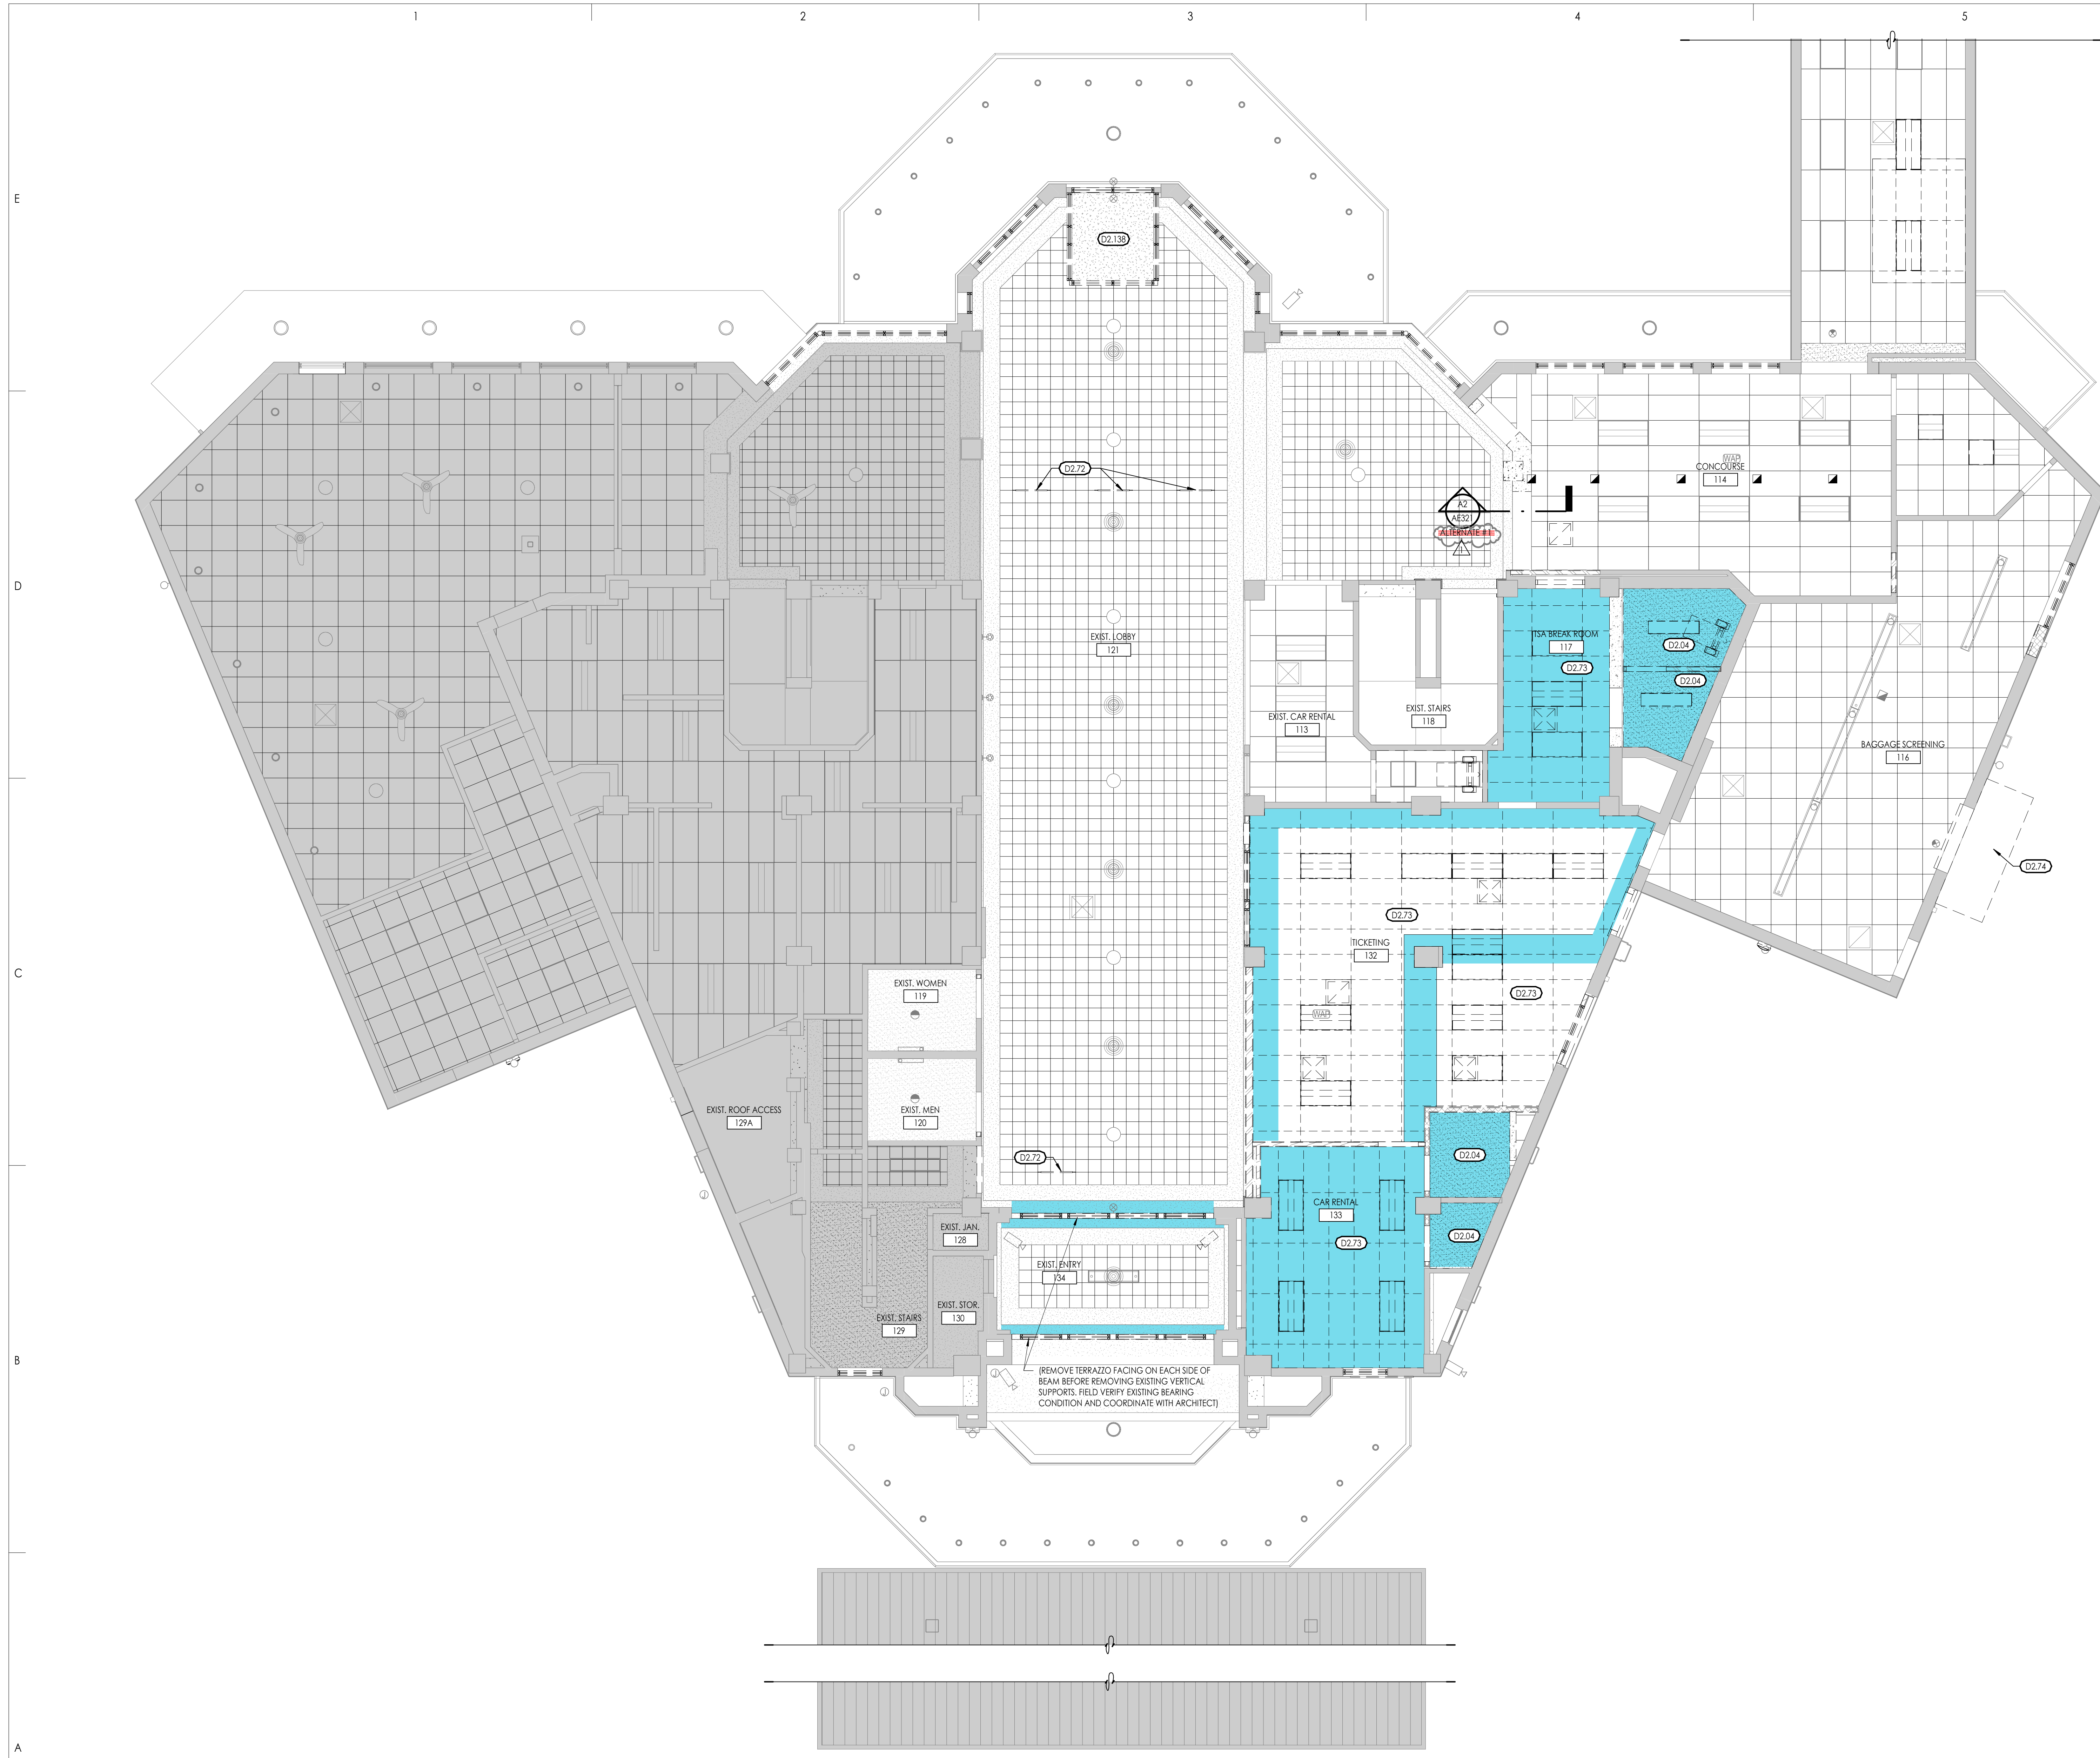 1
2
3
4
5
E
D2.138
D
D2.72
A2
AE321
ALTERNATE #1
1
WAP
CONCOURSE
114
EXIST. LOBBY
121
TSA BREAK ROOM
117
D2.73
D2.04
D2.04
EXIST. CAR RENTAL
113
EXIST. STAIRS
118
BAGGAGE SCREENING
116
D2.74
D2.73
TICKETING
132
C
EXIST. WOMEN
119
D2.73
WAP
EXIST. ROOF ACCESS
129A
EXIST. MEN
120
D2.72
D2.04
CAR RENTAL
133
J
EXIST. JAN.
128
D2.04
D2.73
EXIST. ENTRY
134
EXIST. STOR.
130
EXIST. STAIRS
129
B
(REMOVE TERRAZZO FACING ON EACH SIDE OF
BEAM BEFORE REMOVING EXISTING VERTICAL
SUPPORTS. FIELD VERIFY EXISTING BEARING
CONDITION AND COORDINATE WITH ARCHITECT)
J
J
A